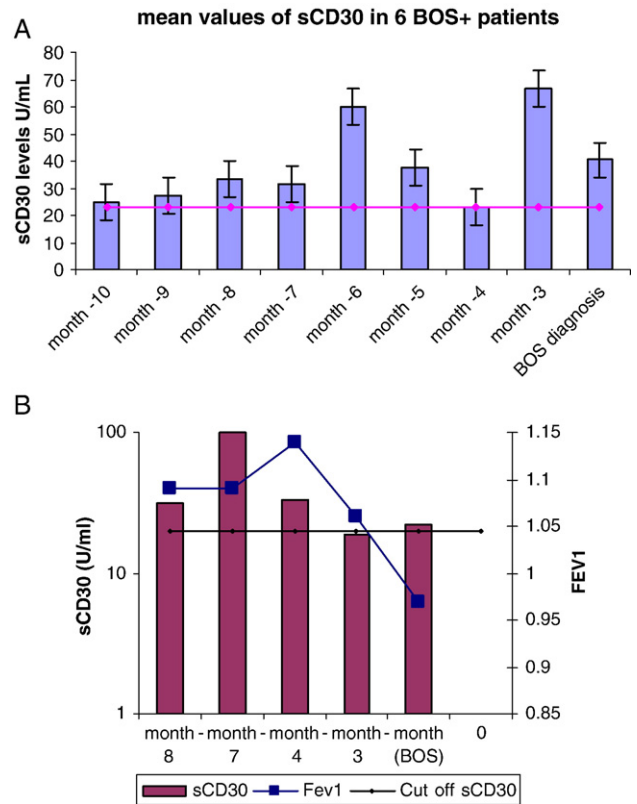 A
mean values of sCD30 in 6 BOS+ patients
sCD30 levels U/mL
80
70
60
50
40
30
20
10
0
month -10
month -9
month -8
month -7
month -6
month -5
month -4
month -3
BOS diagnosis
B
sCD30 (U/ml)
100
10
1
1.15
1.1
1.05
1
0.95
0.9
0.85
FEV1
month - month - month - month - month 0
8 7 4 3 (BOS)
sCD30 Fev1 Cut off sCD30